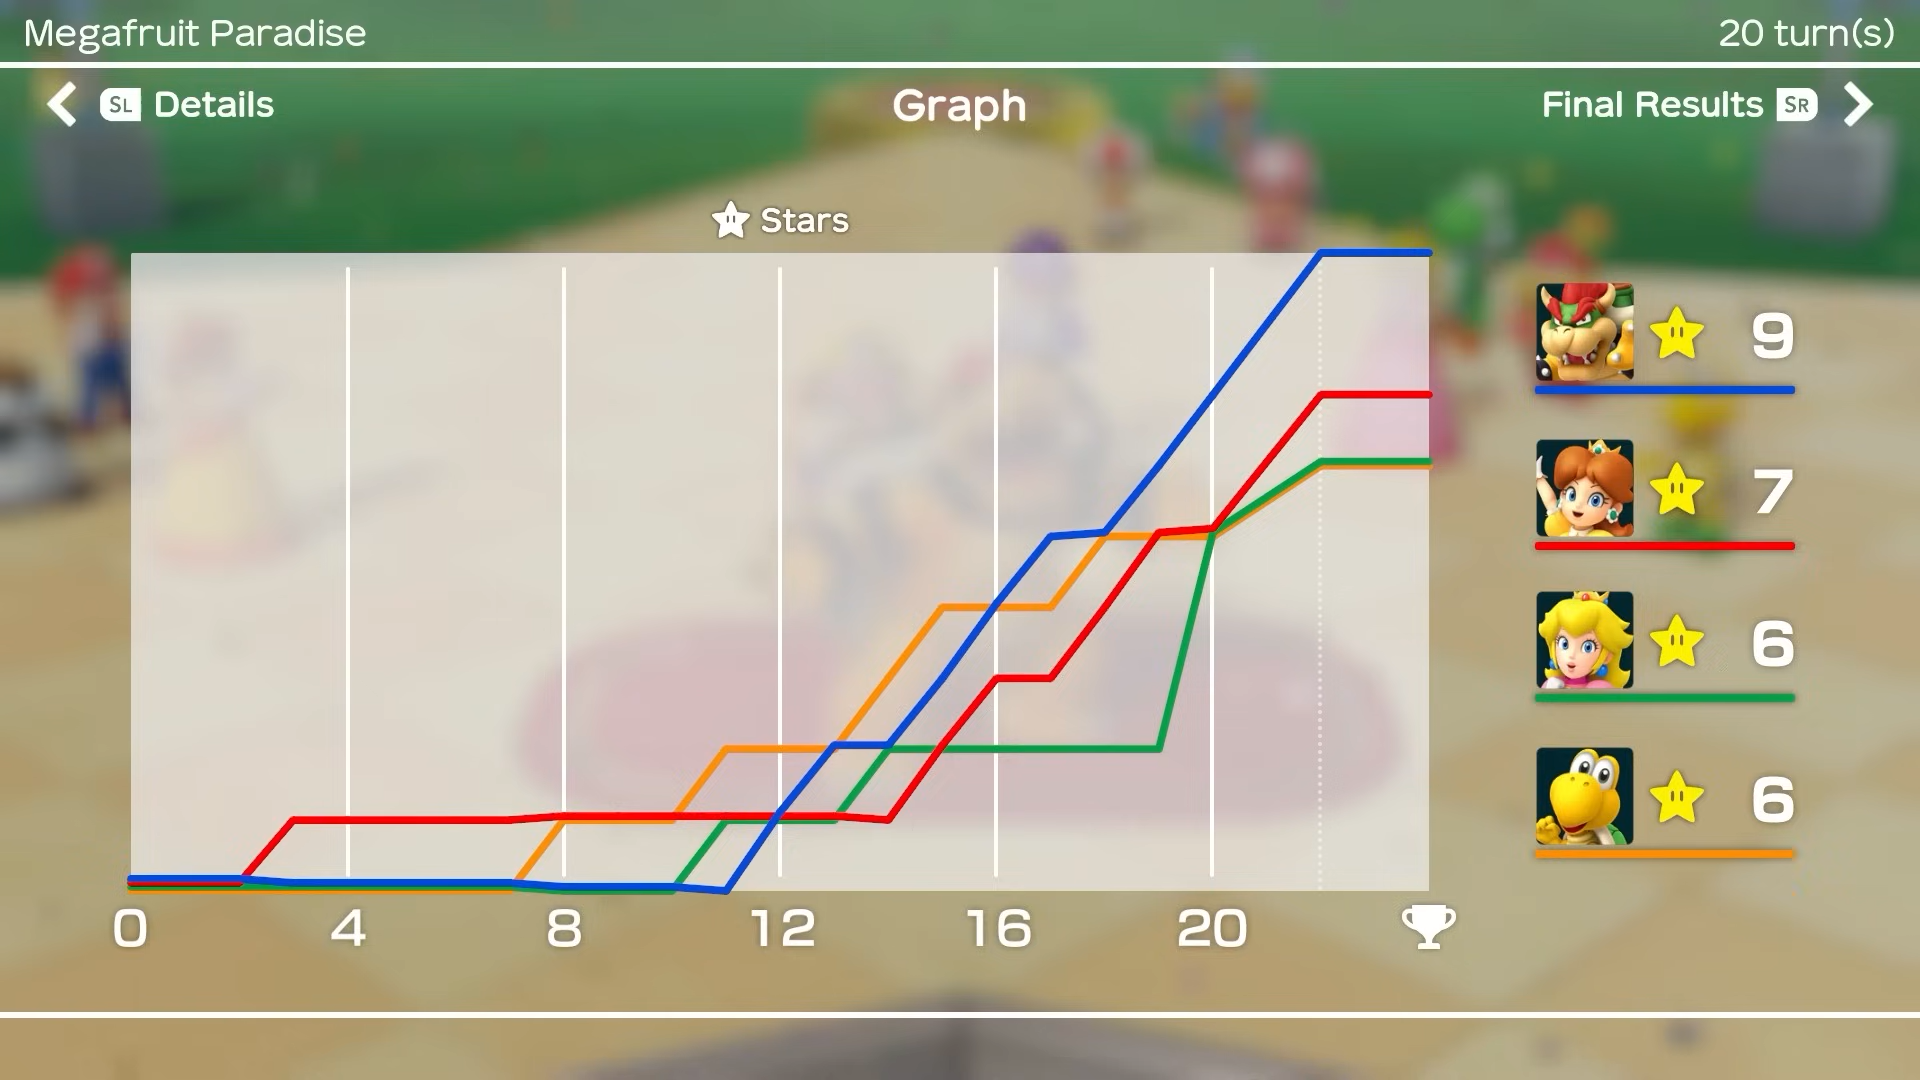 Megafruit Paradise
20 turn(s)
SL Details
Graph
Final Results SR
Stars
9
7
6
6
0 4 8 12 16 20